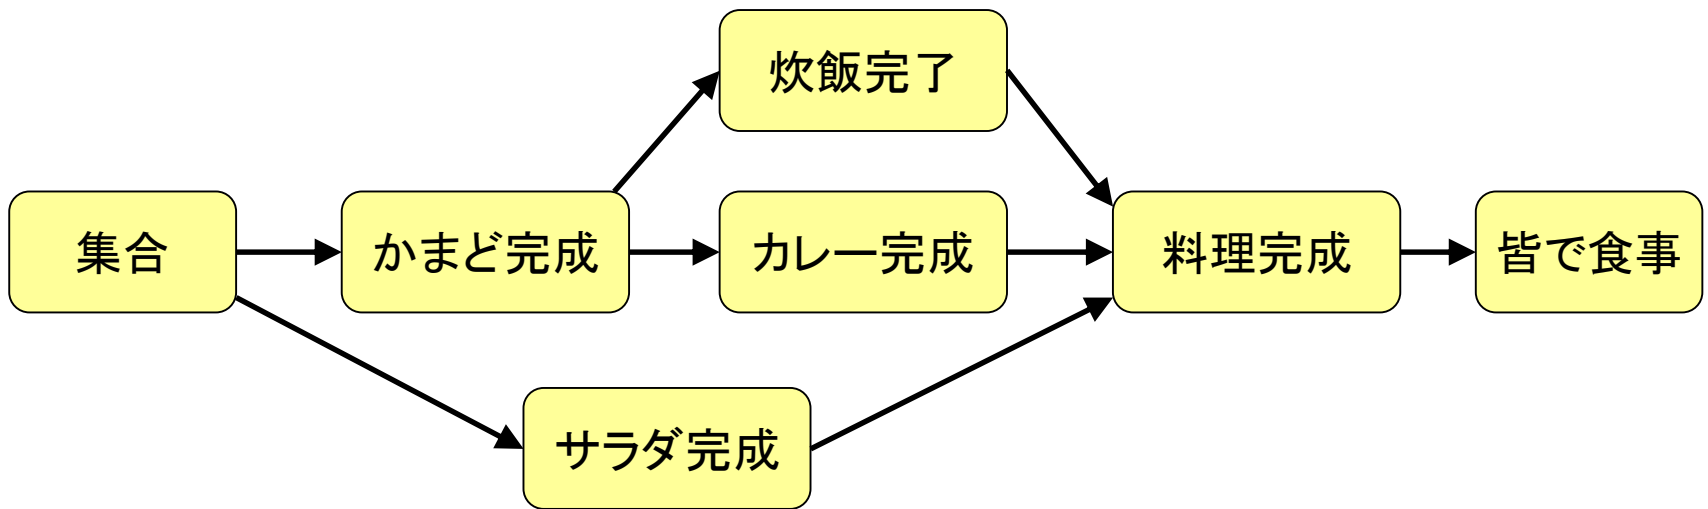 炊飯完了
集合
かまど完成
カレー完成
料理完成
皆で食事
サラダ完成